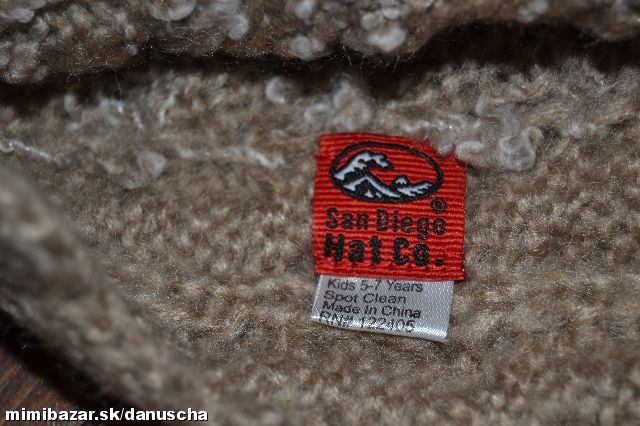 ®
San Diego
Hat Co.
Kids 5-7 Years
Spot Clean
Made In China
RN# 122405
mimibazar.sk/danuscha